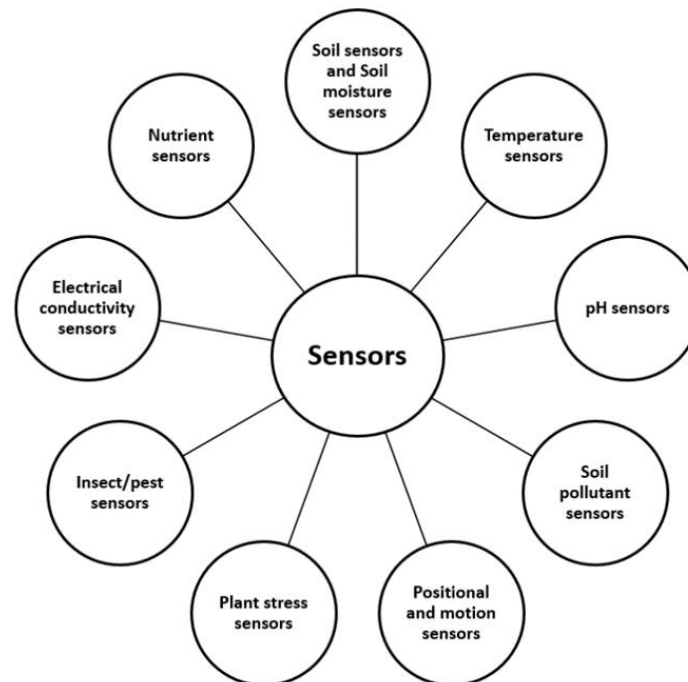 Soil sensors
and Soil
moisture
sensors
Temperature
sensors
pH sensors
Soil
pollutant
sensors
Positional
and motion
sensors
Plant stress
sensors
Insect/pest
sensors
Electrical
conductivity
sensors
Nutrient
sensors
Sensors